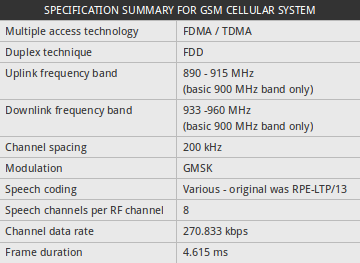 SPECIFICATION SUMMARY FOR GSM CELLULAR SYSTEM
Multiple access technology FDMA / TDMA
Duplex technique FDD
Uplink frequency band 890 - 915 MHz
(basic 900 MHz band only)
Downlink frequency band 933 -960 MHz
(basic 900 MHz band only)
Channel spacing 200 kHz
Modulation GMSK
Speech coding Various - original was RPE-LTP/13
Speech channels per RF channel 8
Channel data rate 270.833 kbps
Frame duration 4.615 ms